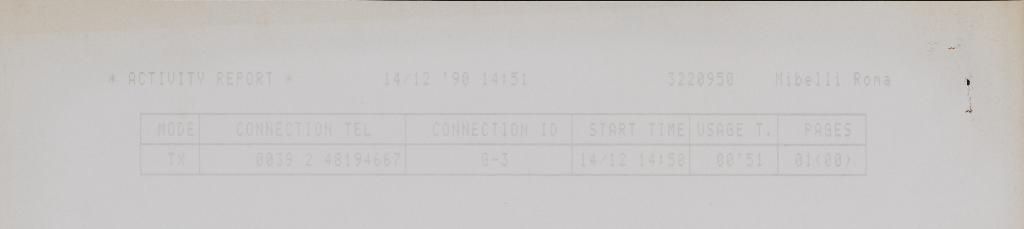 * ACTIVITY REPORT * 14/12 '90 14:51 3220950 Mibelli Roma
MODE CONNECTION TEL CONNECTION ID START TIME USAGE T. PAGES
TX 0039 2 48194667 G-3 14/12 14:50 00'51 01(00)